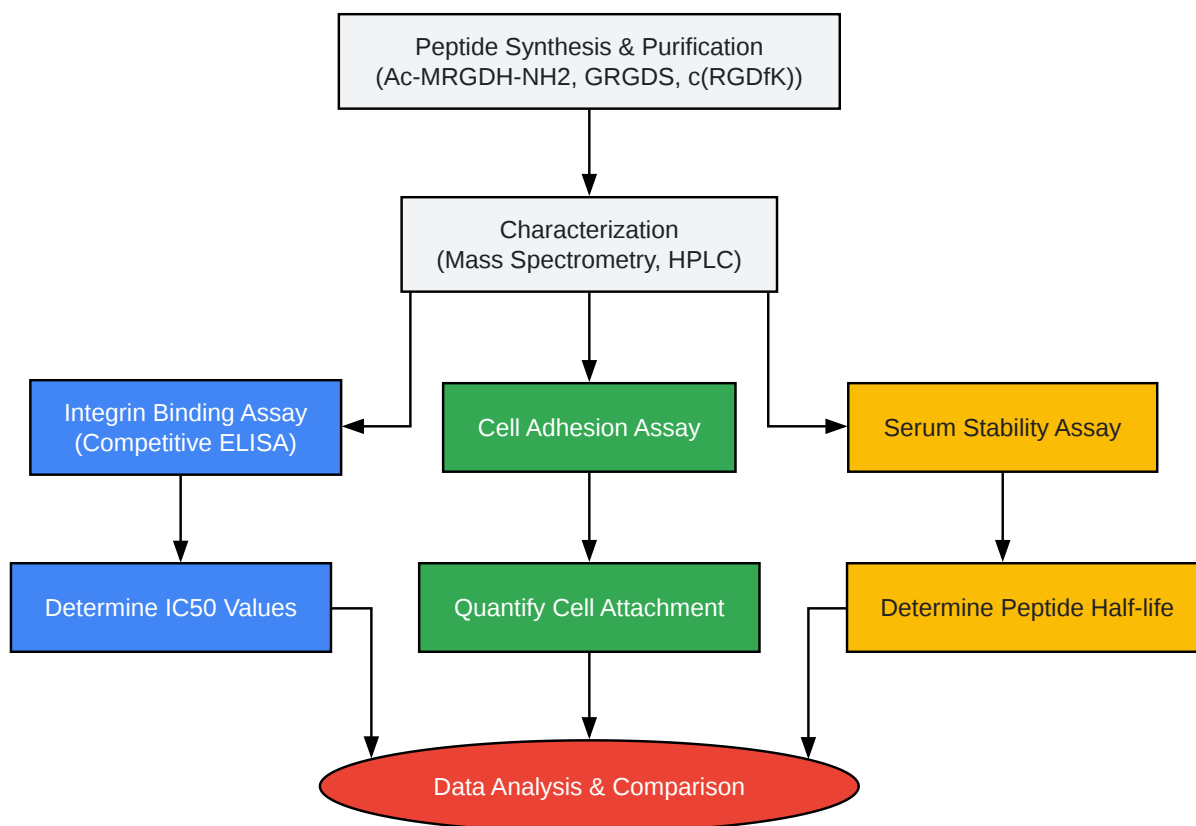 Peptide Synthesis & Purification
(Ac-MRGDH-NH2, GRGDS, c(RGDfK))
Characterization
(Mass Spectrometry, HPLC)
Integrin Binding Assay
(Competitive ELISA)
Cell Adhesion Assay
Serum Stability Assay
Determine IC50 Values
Quantify Cell Attachment
Determine Peptide Half-life
Data Analysis & Comparison